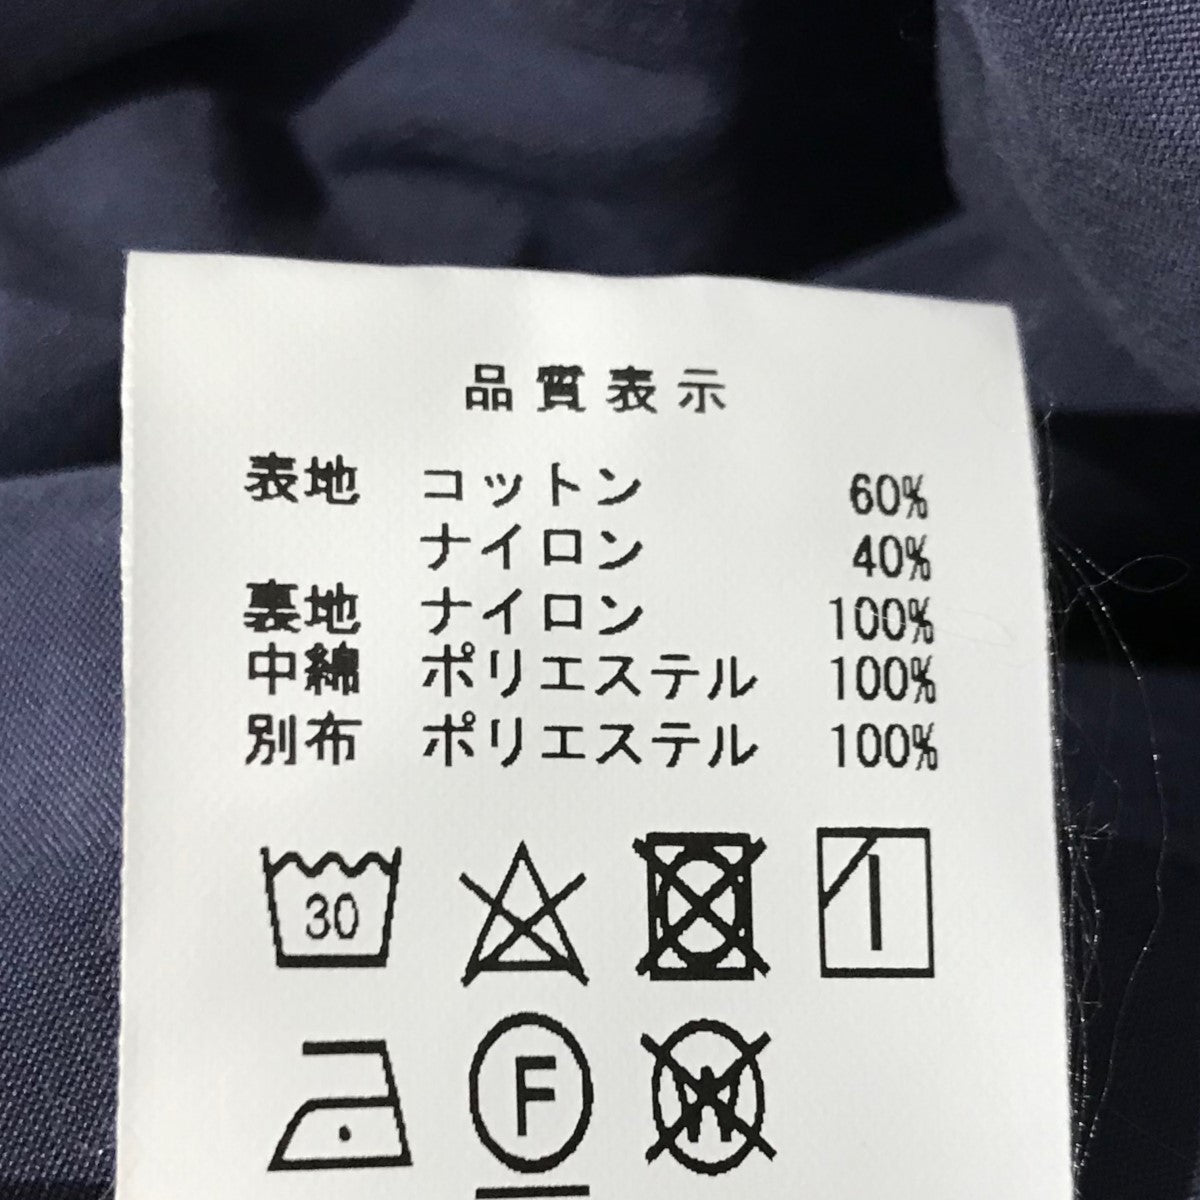 品質表示
表地 コットン 60%
ナイロン 40%
裏地 ナイロン 100%
中綿 ポリエステル 100%
別布 ポリエステル 100%
30
F W